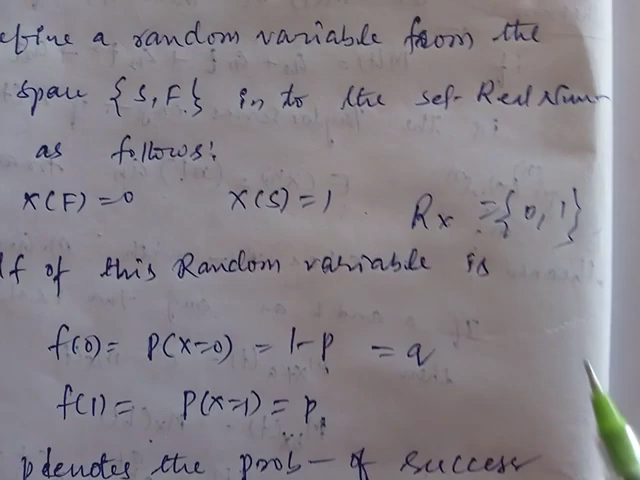 efine a random variable from the
span {S, F} in to the set Real Num
as follows:
X(F) = 0 X(S) = 1 Rx = {0, 1}
lf of this Random variable is
f(0) = P(X=0) = 1-p = q
f(1) = P(X=1) = p,
p denotes the prob- of success